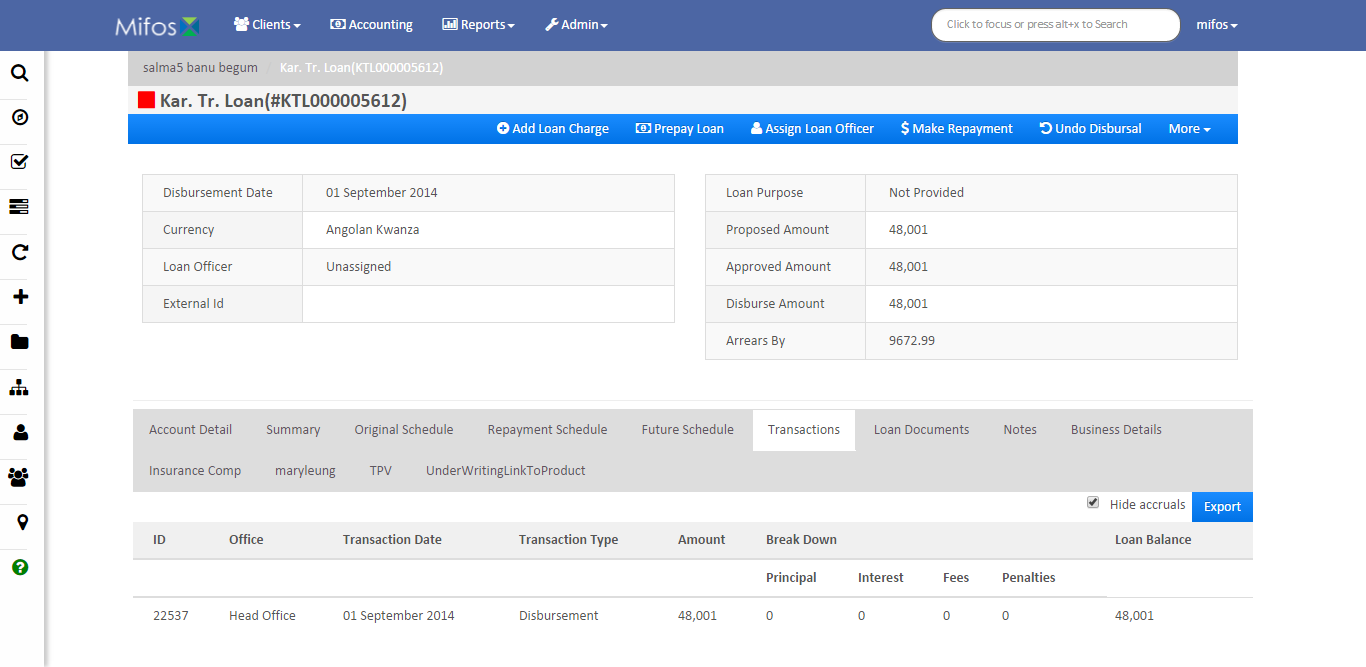 Mifos Clients Accounting Reports Admin Click to focus or press alt+x to Search mifos
salma5 banu begum / Kar. Tr. Loan(KTL000005612)
Kar. Tr. Loan(#KTL000005612)
Add Loan Charge Prepay Loan Assign Loan Officer $ Make Repayment Undo Disbursal More
Disbursement Date 01 September 2014 Loan Purpose Not Provided
Currency Angolan Kwanza Proposed Amount 48,001
Loan Officer Unassigned Approved Amount 48,001
External Id Disburse Amount 48,001
Arrears By 9672.99
Account Detail Summary Original Schedule Repayment Schedule Future Schedule Transactions Loan Documents Notes Business Details
Insurance Comp maryleung TPV UnderWritingLinkToProduct
Hide accruals Export
ID Office Transaction Date Transaction Type Amount Break Down Loan Balance
Principal Interest Fees Penalties
22537 Head Office 01 September 2014 Disbursement 48,001 0 0 0 0 48,001